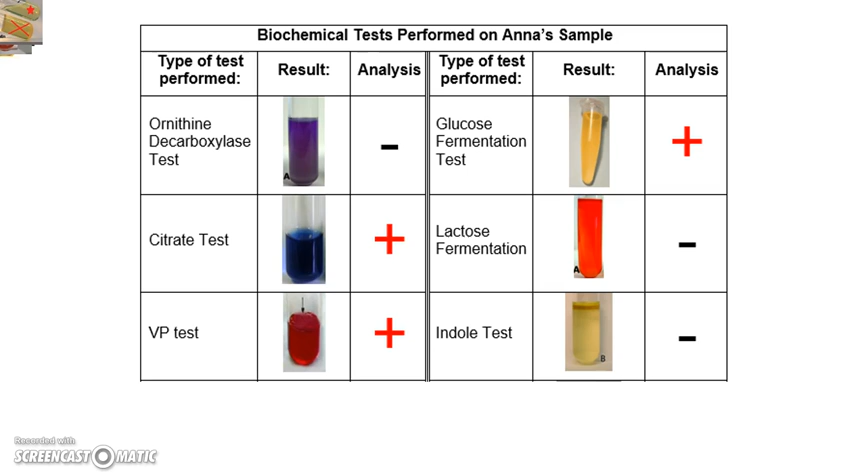 Biochemical Tests Performed on Anna's Sample
Type of test performed:
Result:
Analysis
Type of test performed:
Result:
Analysis
Ornithine
Decarboxylase
Test
A
-
Glucose
Fermentation
Test
+
Citrate Test
+
Lactose
Fermentation
A
-
VP test
+
Indole Test
B
-
Recorded with
SCREENCAST-O-MATIC